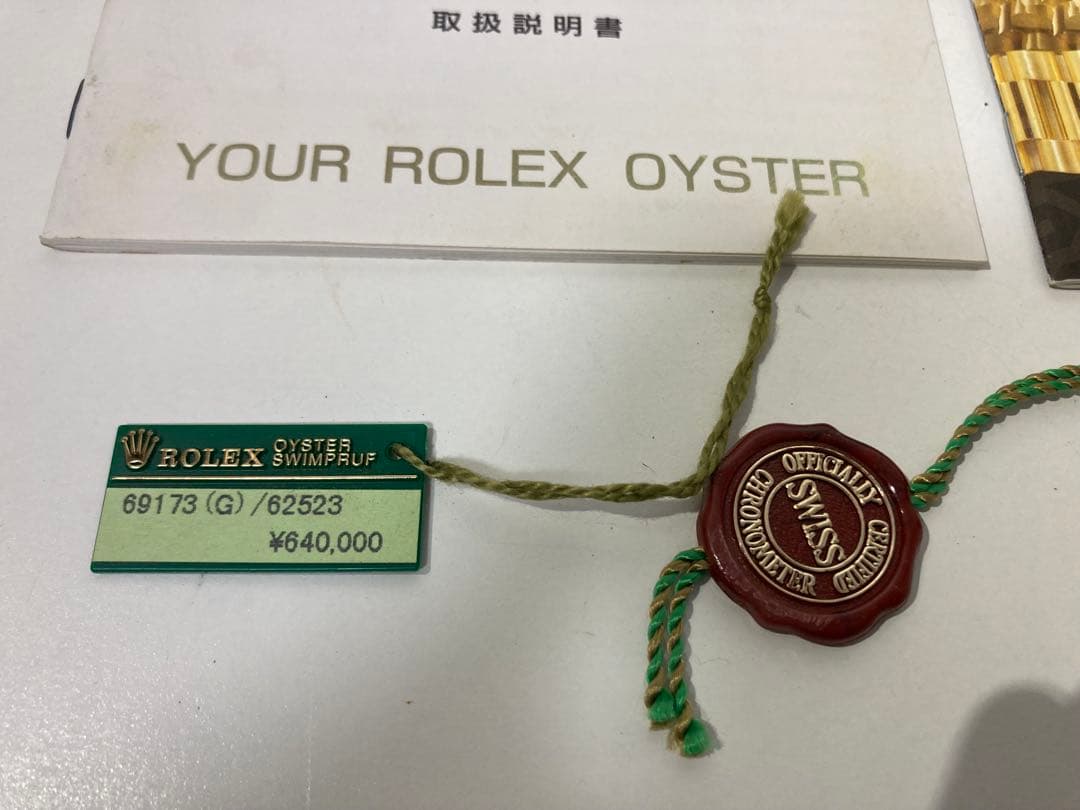 取扱説明書
YOUR ROLEX OYSTER
ROLEX OYSTER
SWIMPRUF
69173(G)/62523
¥640,000
OFFICIALLY CERTIFIED
CHRONOMETER
SWISS